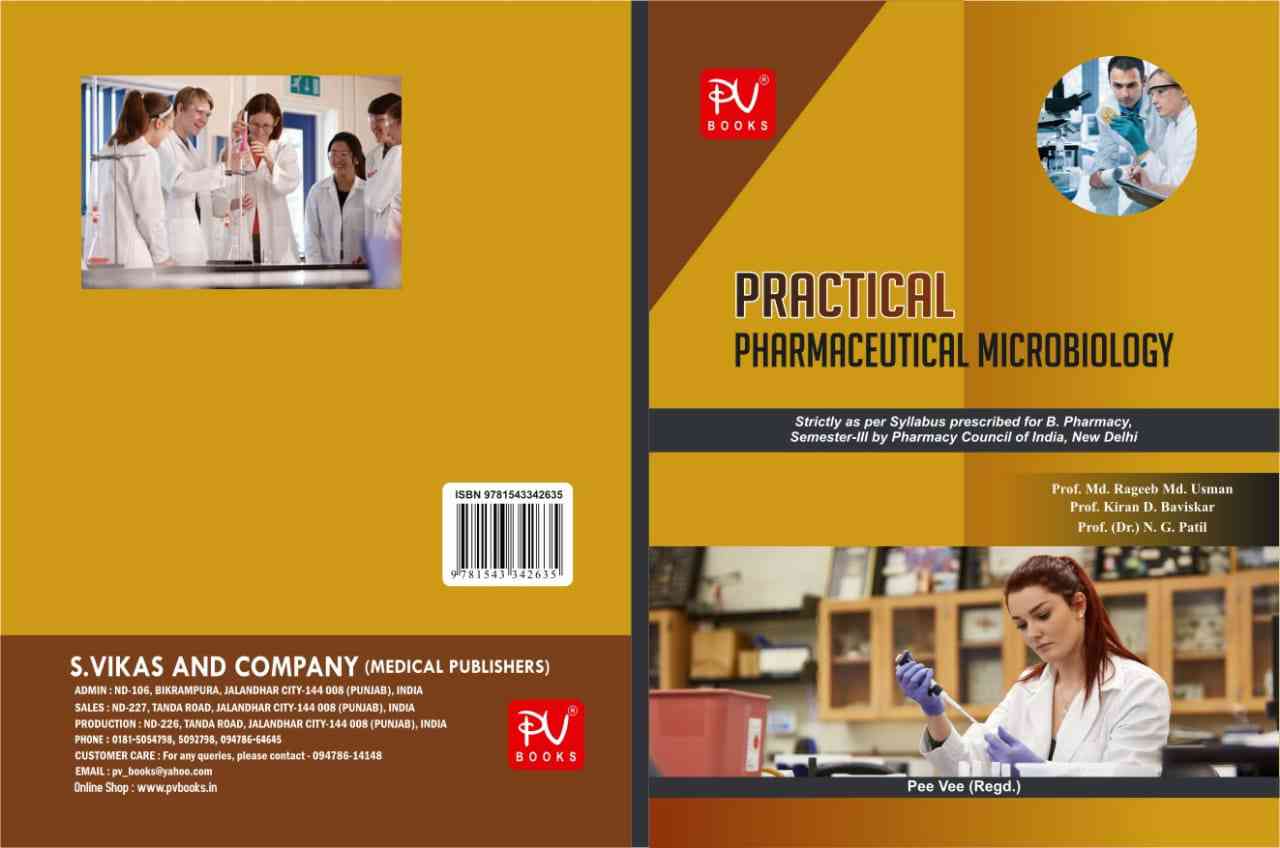 PV®
BOOKS
ISBN 9781543342635
9 781543 342635
S.VIKAS AND COMPANY (MEDICAL PUBLISHERS)
ADMIN : ND-106, BIKRAMPURA, JALANDHAR CITY-144 008 (PUNJAB), INDIA
SALES : ND-227, TANDA ROAD, JALANDHAR CITY-144 008 (PUNJAB), INDIA
PRODUCTION : ND-226, TANDA ROAD, JALANDHAR CITY-144 008 (PUNJAB), INDIA
PHONE : 0181-5054798, 5092798, 094786-64645
CUSTOMER CARE : For any queries, please contact - 094786-14148
EMAIL : pv_books@yahoo.com
Online Shop : www.pvbooks.in
PV®
BOOKS
PRACTICAL
PHARMACEUTICAL MICROBIOLOGY
Strictly as per Syllabus prescribed for B. Pharmacy,
Semester-III by Pharmacy Council of India, New Delhi
Prof. Md. Rageeb Md. Usman
Prof. Kiran D. Baviskar
Prof. (Dr.) N. G. Patil
Pee Vee (Regd.)